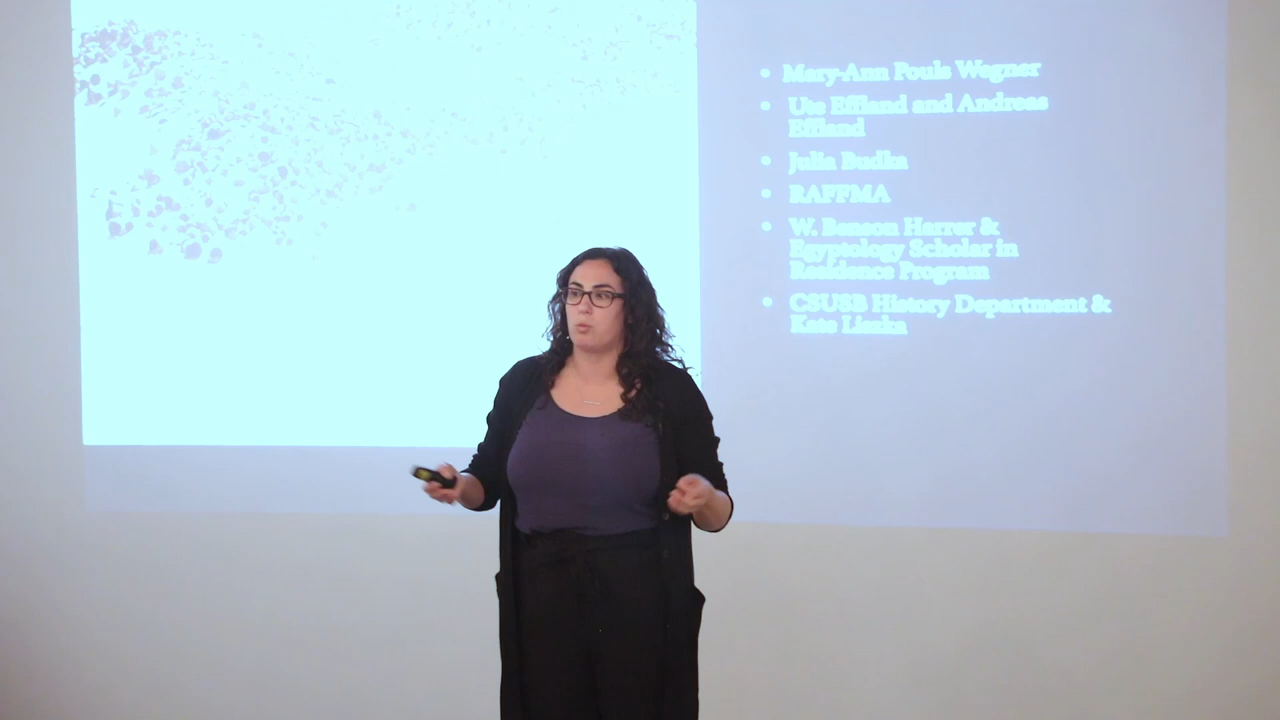 • Mary-Ann Pouls Wegner
• Ute Effland and Andreas
Effland
• Julia Budka
• RAFFMA
• W. Benson Harrer &
Egyptology Scholar in
Residence Program
• CSUSB History Department &
Kate Liszka